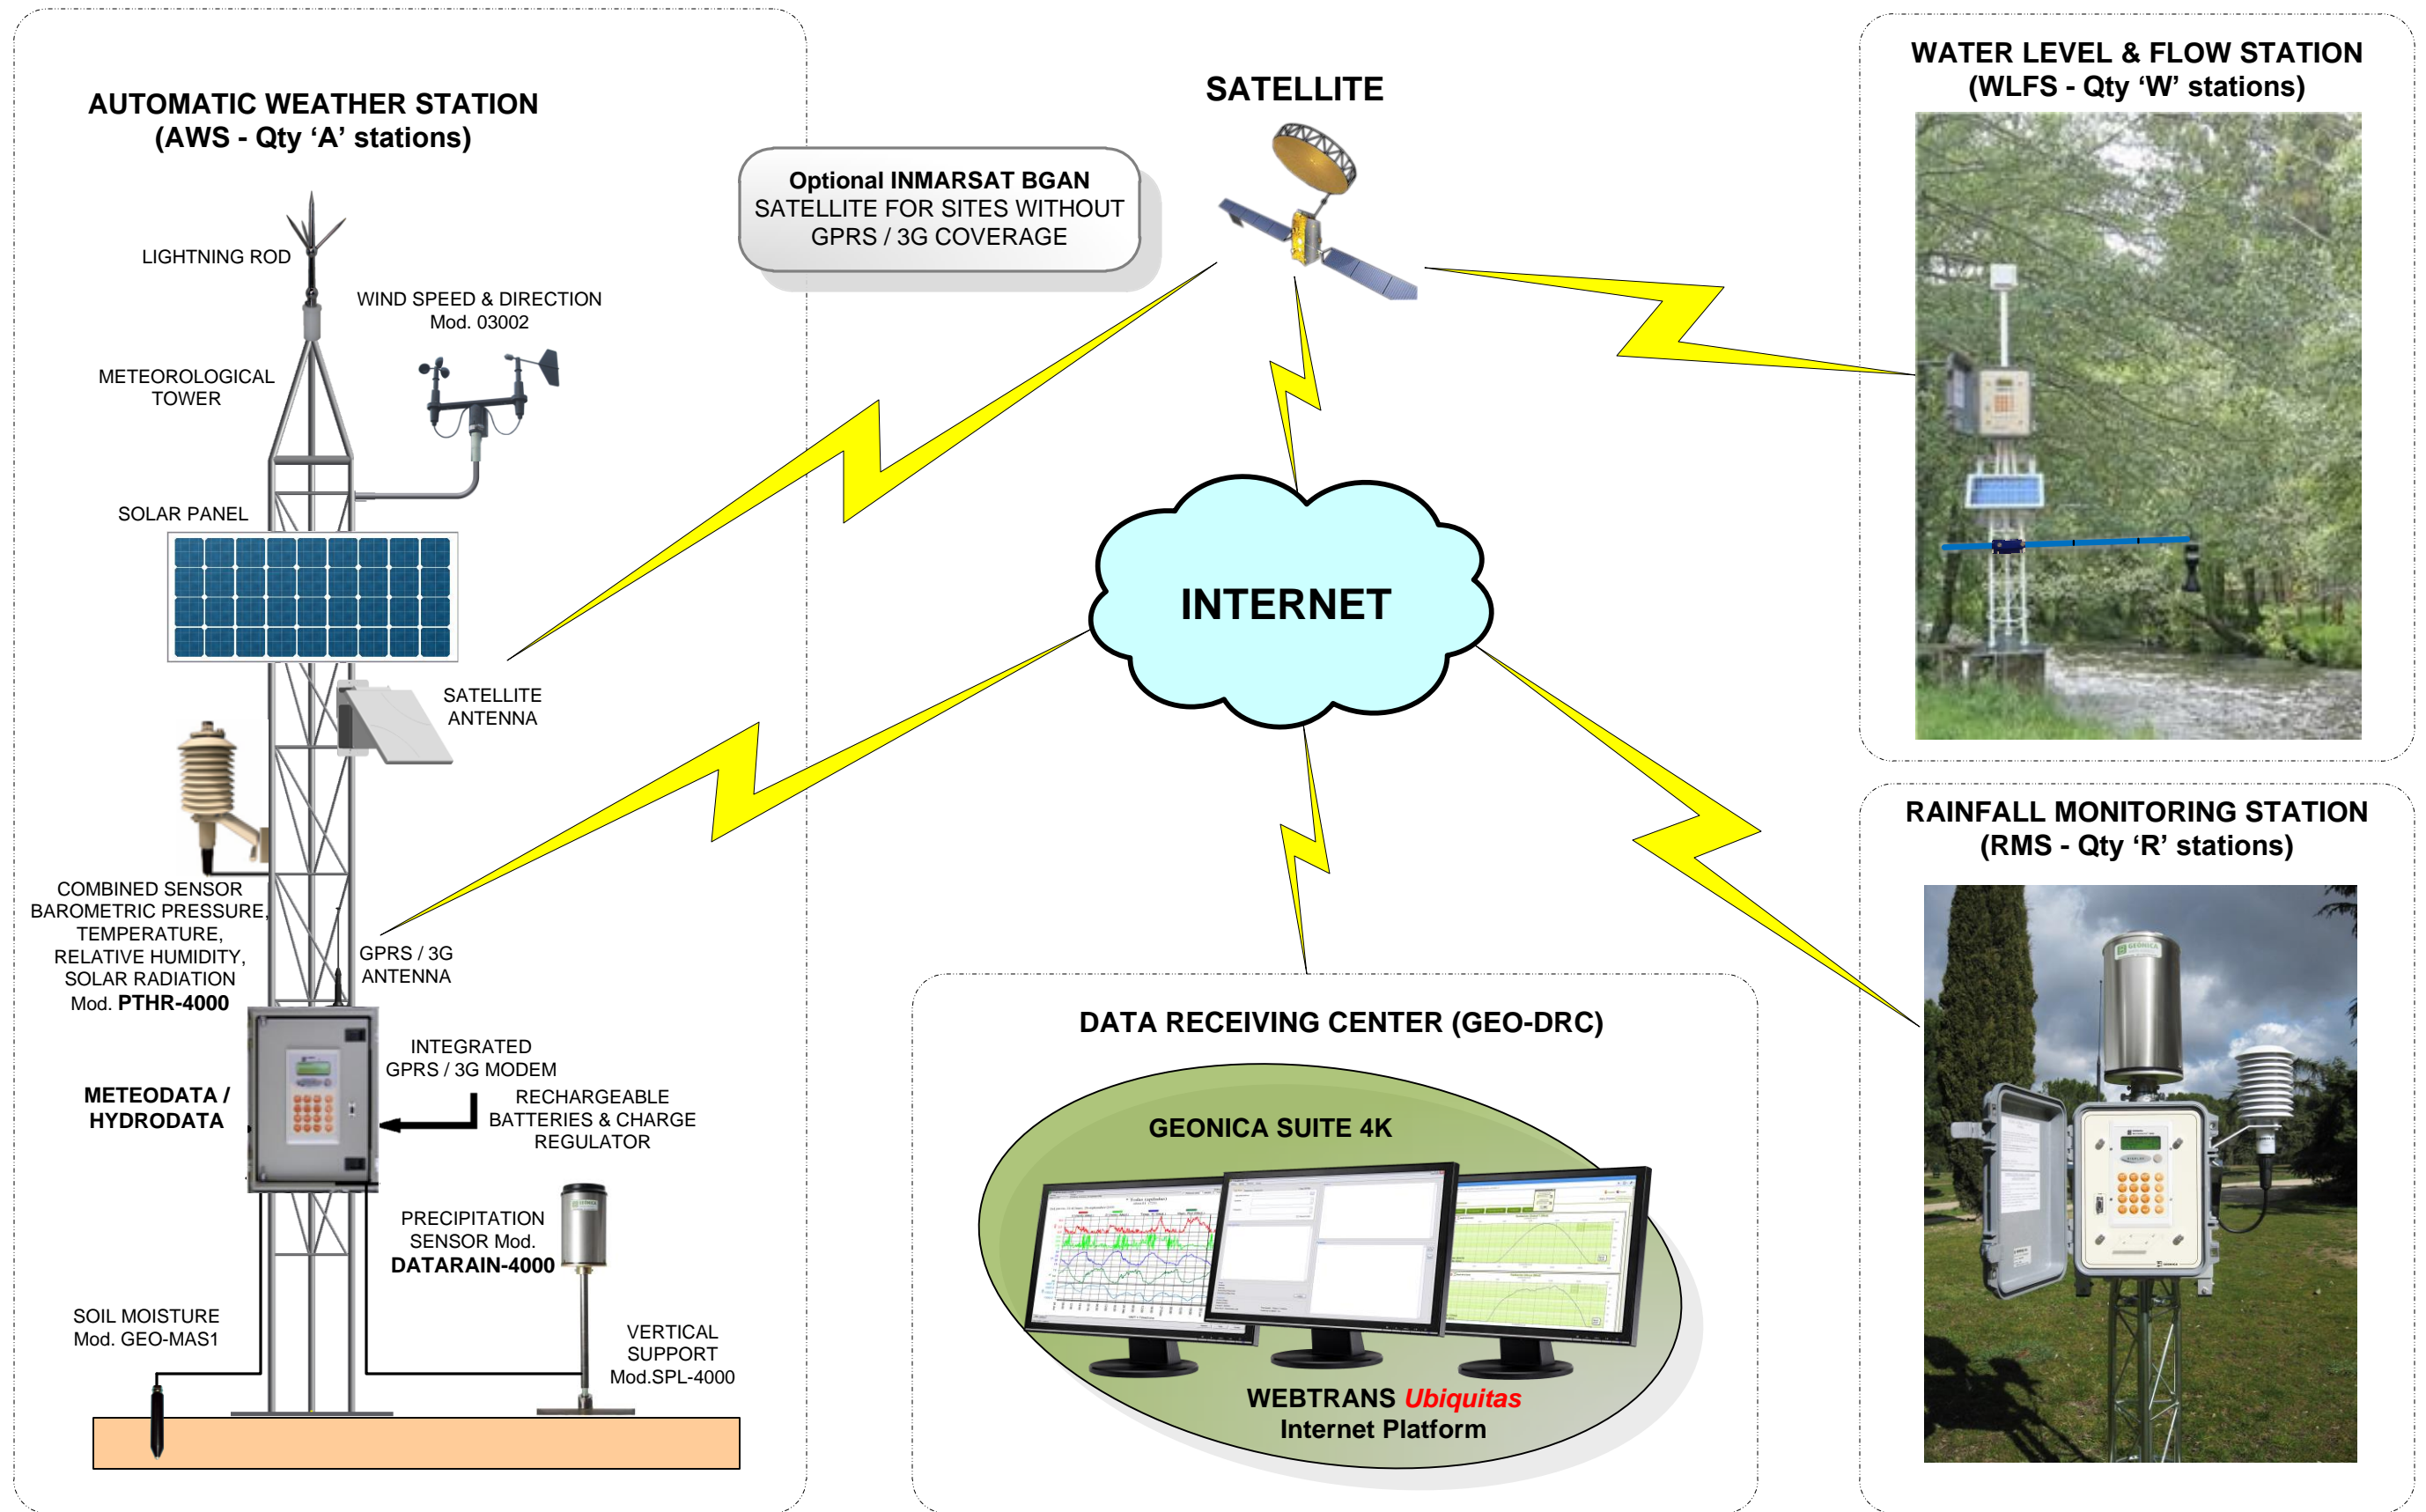 AUTOMATIC WEATHER STATION
(AWS - Qty ‘A’ stations)
LIGHTNING ROD
WIND SPEED & DIRECTION
Mod. 03002
METEOROLOGICAL
TOWER
SOLAR PANEL
SATELLITE
ANTENNA
COMBINED SENSOR
BAROMETRIC PRESSURE,
TEMPERATURE,
RELATIVE HUMIDITY,
SOLAR RADIATION
Mod. PTHR-4000
GPRS / 3G
ANTENNA
INTEGRATED
GPRS / 3G MODEM
METEODATA /
HYDRODATA
RECHARGEABLE
BATTERIES & CHARGE
REGULATOR
PRECIPITATION
SENSOR Mod.
DATARAIN-4000
SOIL MOISTURE
Mod. GEO-MAS1
VERTICAL
SUPPORT
Mod.SPL-4000
SATELLITE
Optional INMARSAT BGAN
SATELLITE FOR SITES WITHOUT
GPRS / 3G COVERAGE
INTERNET
DATA RECEIVING CENTER (GEO-DRC)
GEONICA SUITE 4K
WEBTRANS Ubiquitas
Internet Platform
WATER LEVEL & FLOW STATION
(WLFS - Qty ‘W’ stations)
RAINFALL MONITORING STATION
(RMS - Qty ‘R’ stations)
GEONICA